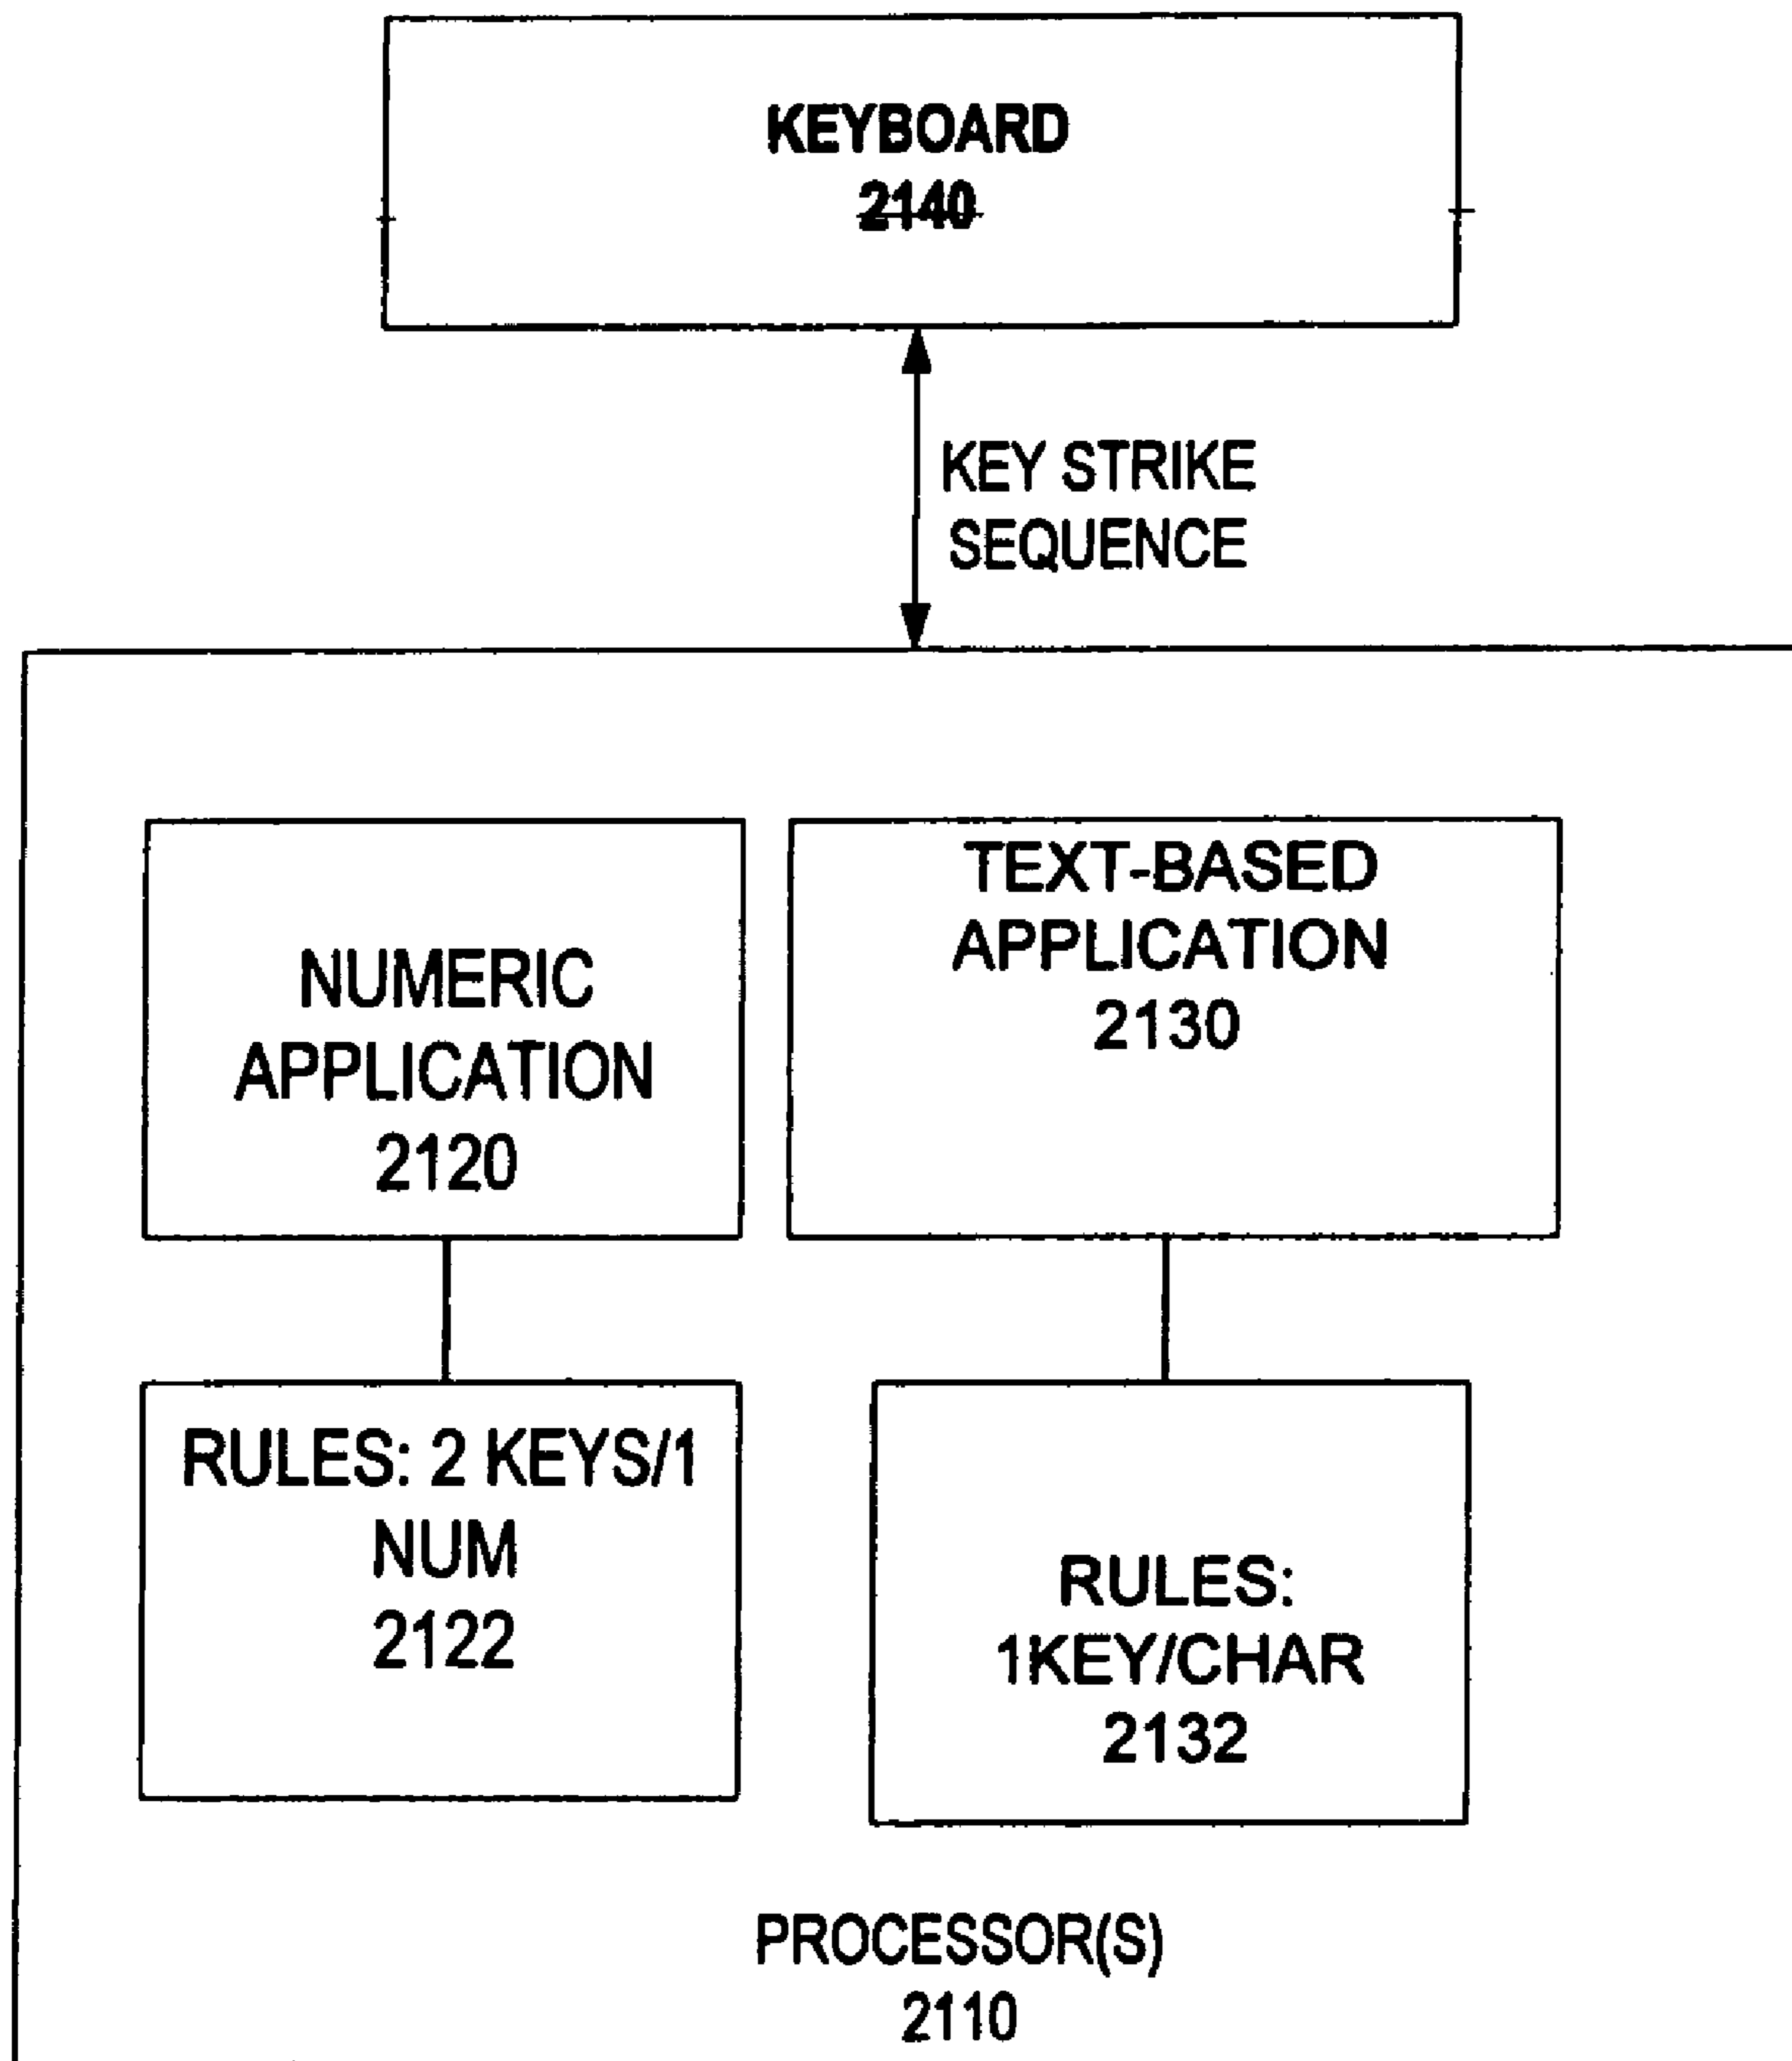 KEYBOARD
2140
KEY STRIKE
SEQUENCE
NUMERIC
APPLICATION
2120
TEXT-BASED
APPLICATION
2130
RULES: 2 KEYS/1
NUM
2122
RULES:
1KEY/CHAR
2132
PROCESSOR(S)
2110